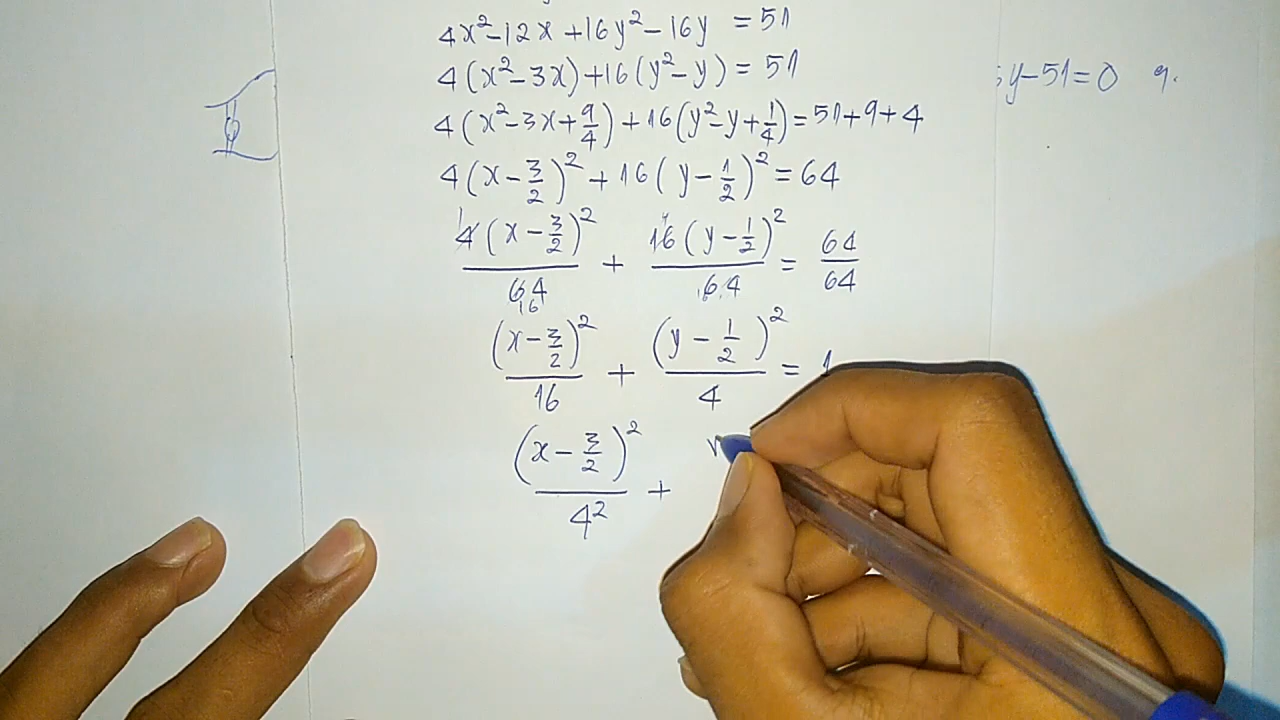 4x²-12x+16y²-16y = 51
4(x²-3x)+16(y²-y) = 51
y-51=0 9.
4(x²-3x+9/4)+16(y²-y+1/4)=51+9+4
4(x-3/2)²+16(y-1/2)²=64
4(x-3/2)²/64 + 16(y-1/2)²/64 = 64/64
1 16
(x-3/2)²/16 + (y-1/2)²/4 = 1
(x-3/2)²/4² +